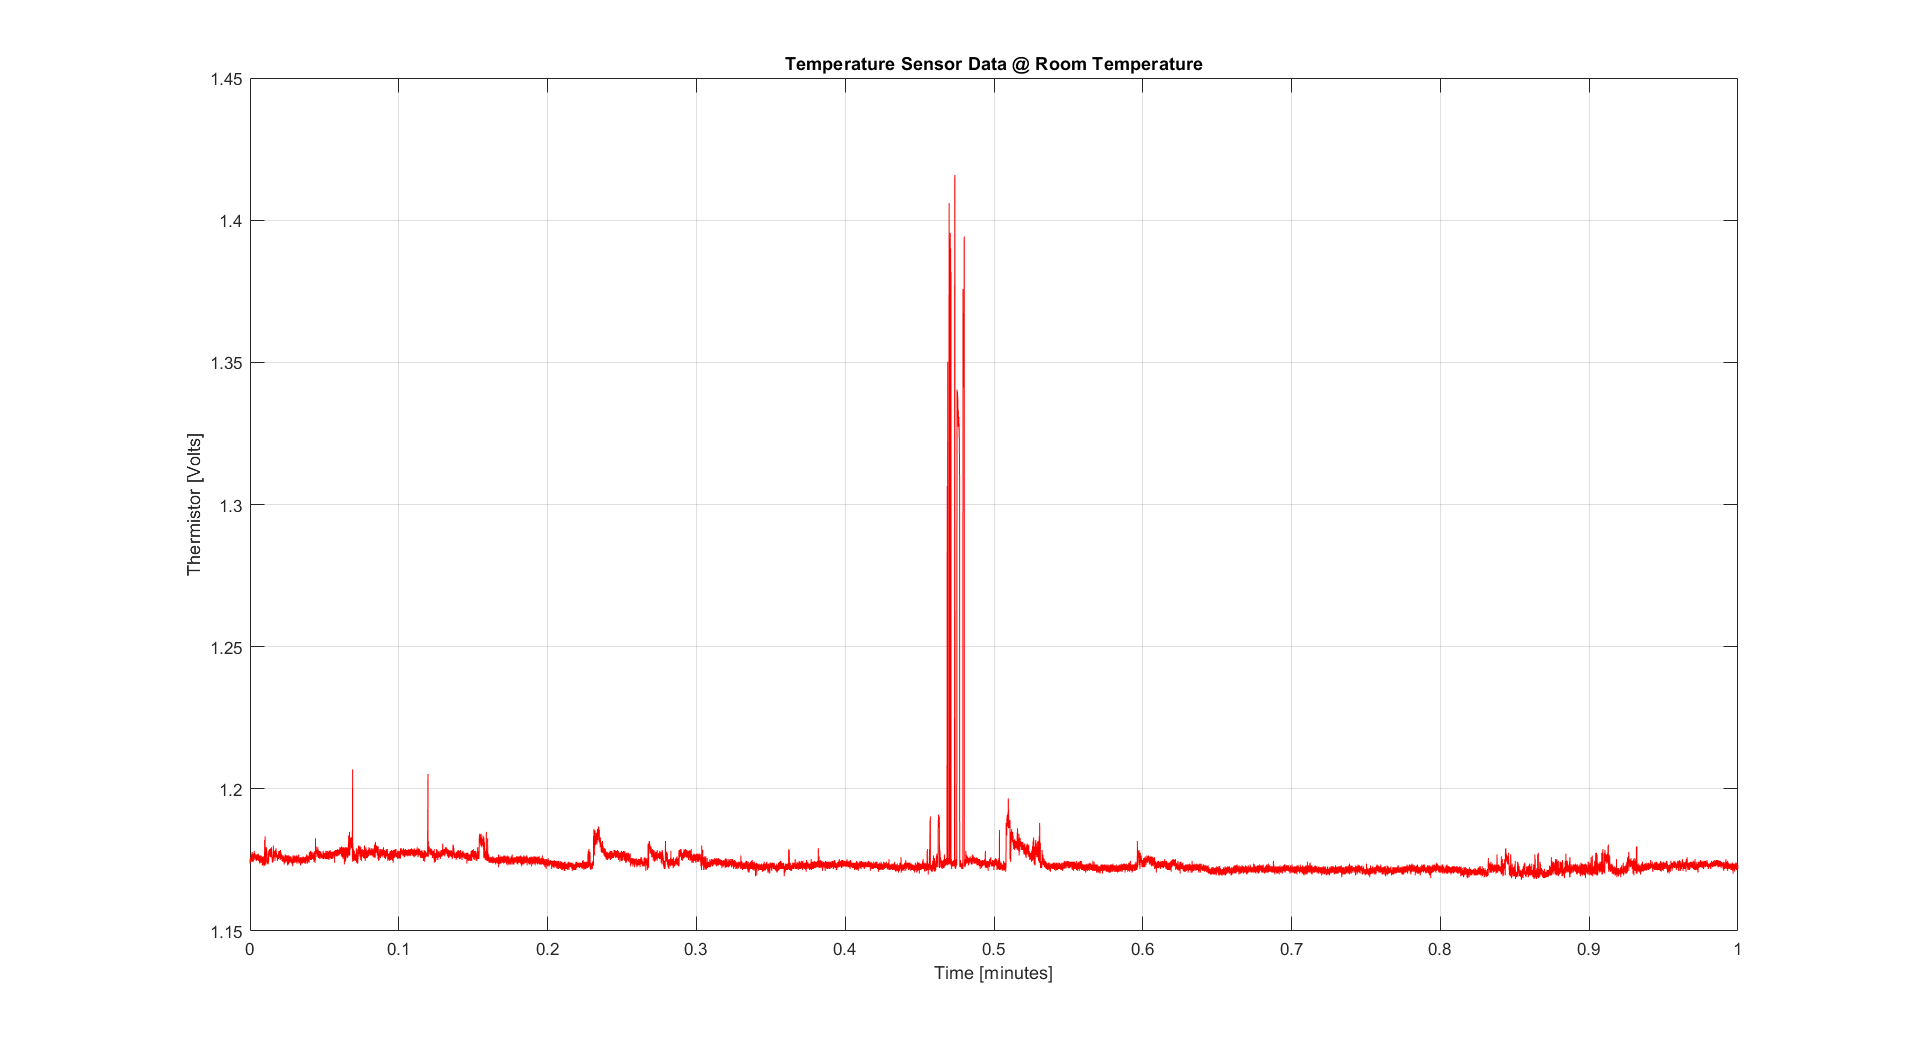 Temperature Sensor Data @ Room Temperature
1.45
1.4
1.35
1.3
1.25
1.2
1.15
Thermistor [Volts]
0 0.1 0.2 0.3 0.4 0.5 0.6 0.7 0.8 0.9 1
Time [minutes]